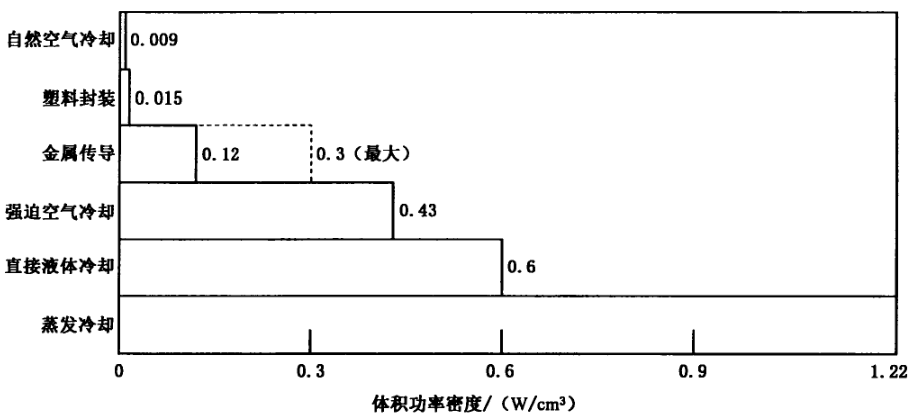 自然空气冷却 0.009
塑料封装 0.015
金属传导 0.12 0.3（最大）
强迫空气冷却 0.43
直接液体冷却 0.6
蒸发冷却
0 0.3 0.6 0.9 1.22
体积功率密度/（W/cm³）